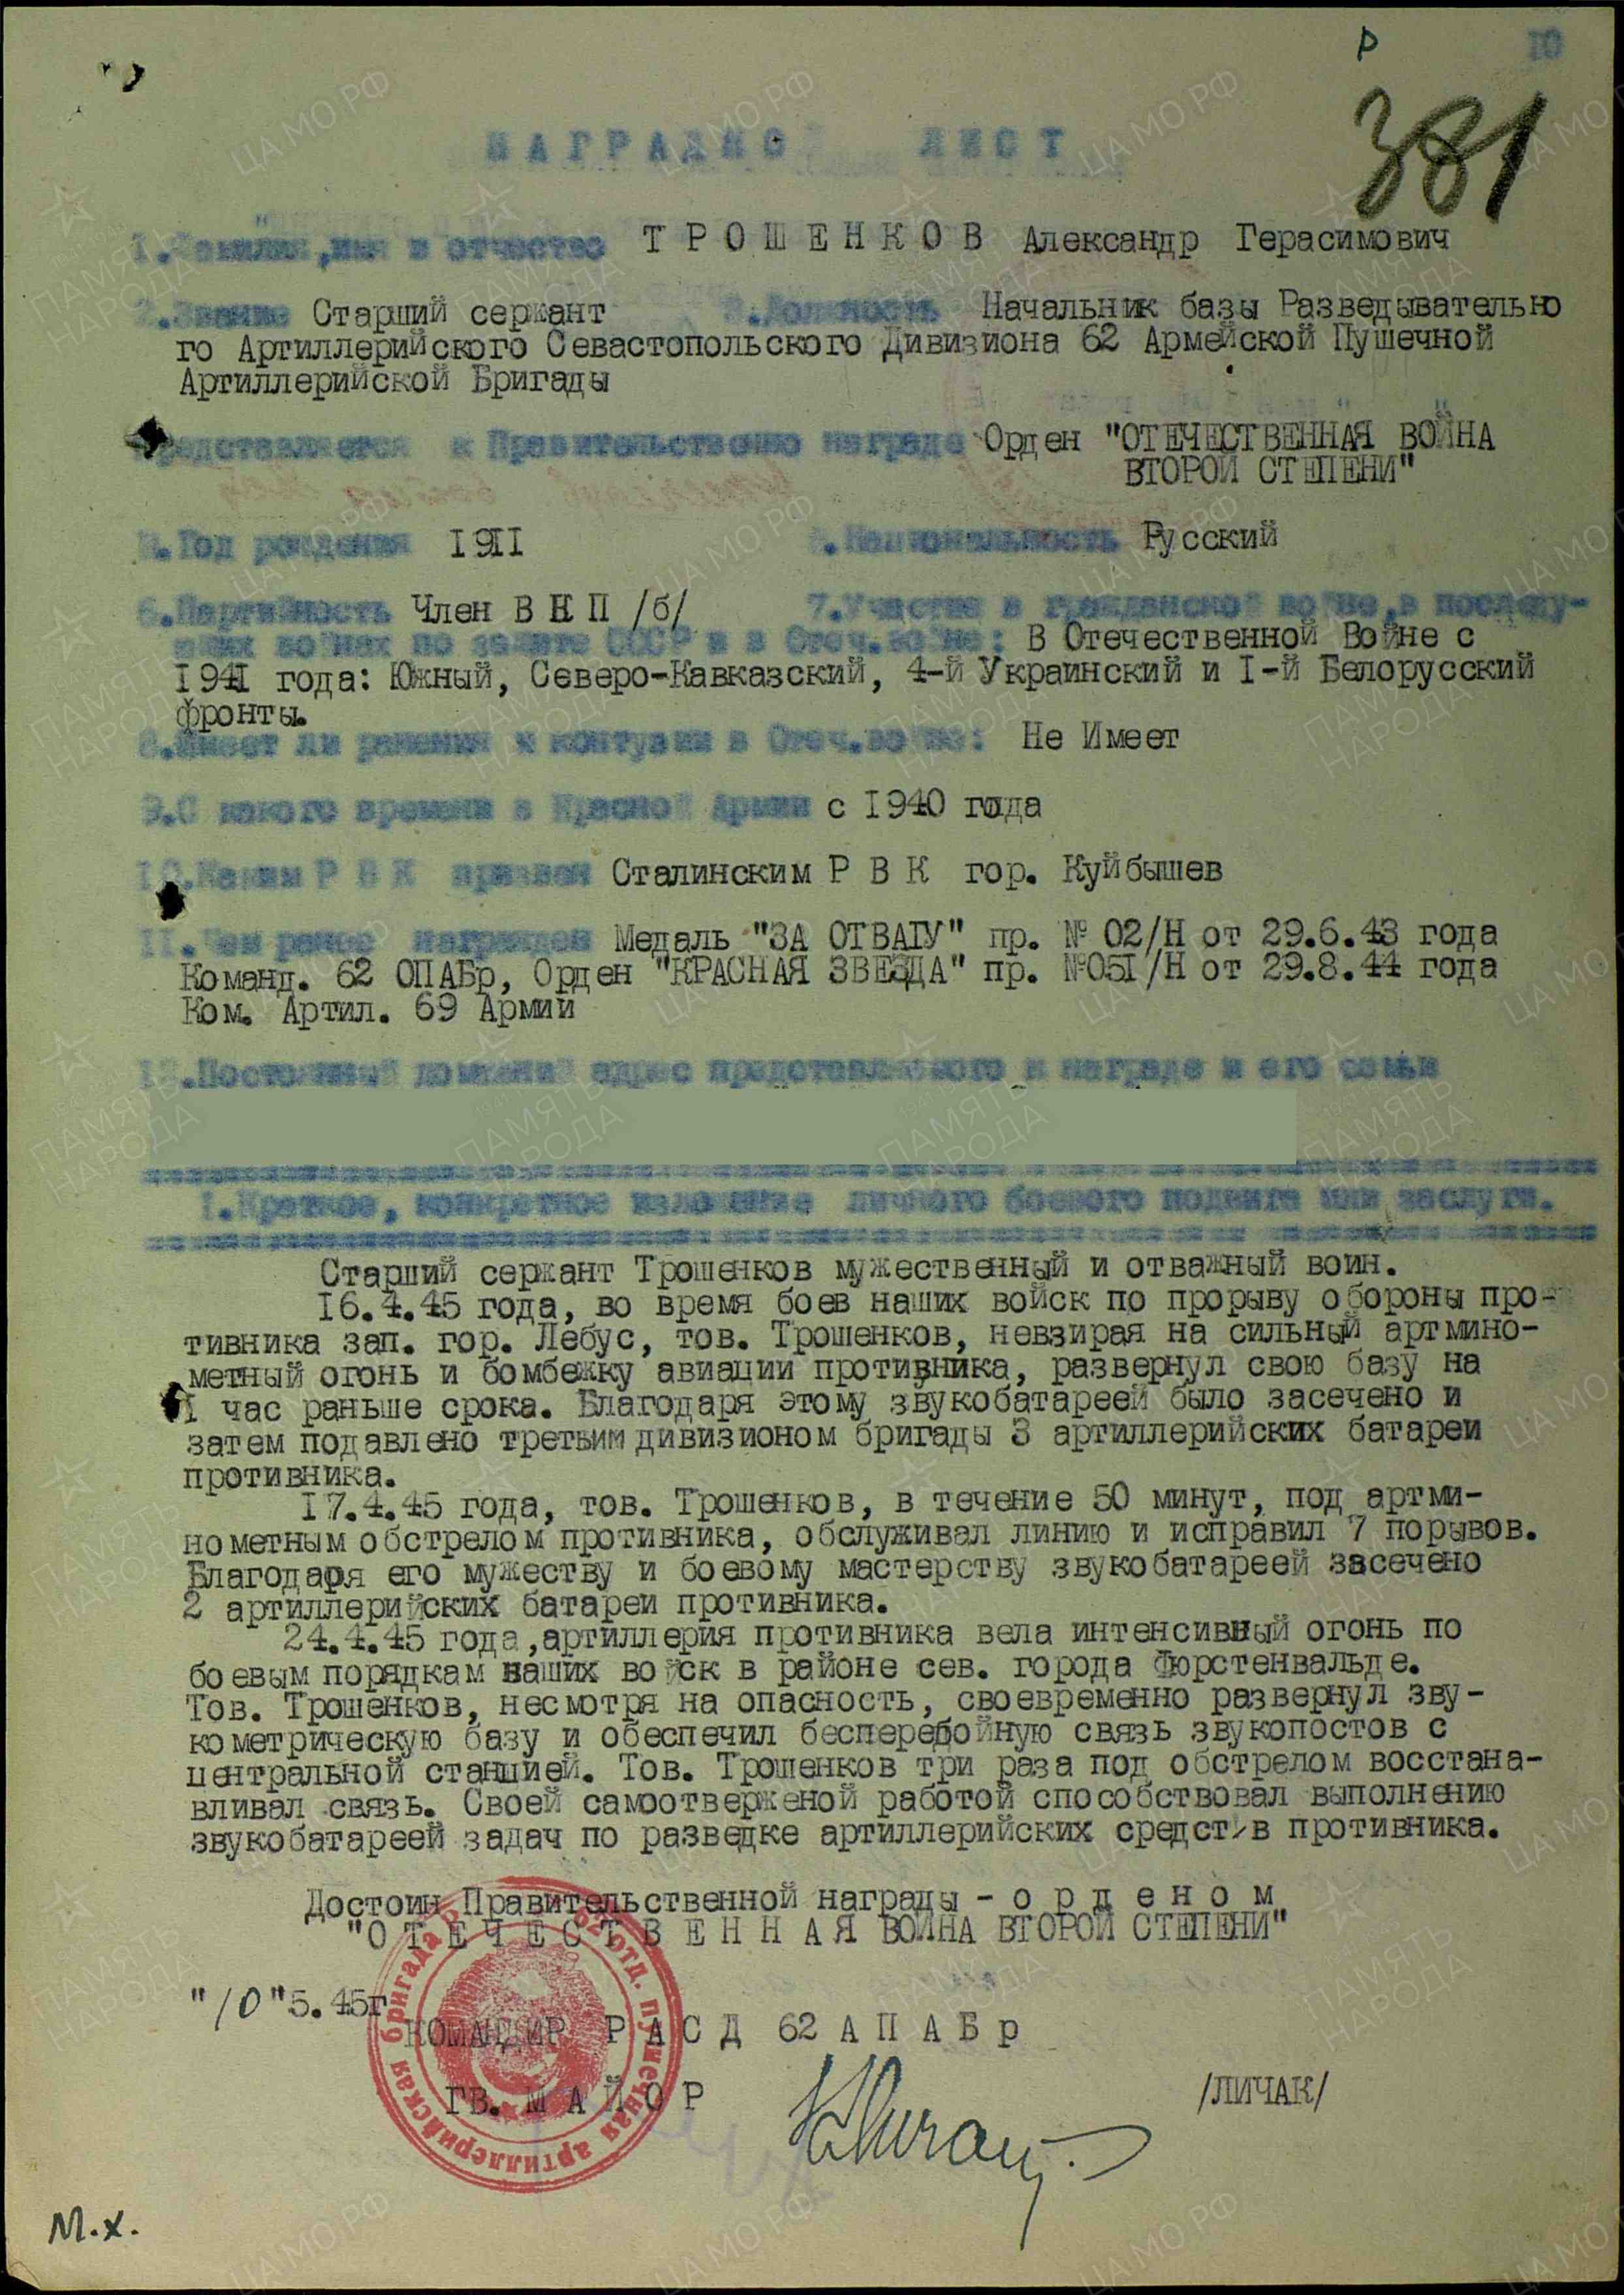 Р 10
381
НАГРАДНОЙ ЛИСТ
1.Фамилия,имя и отчество ТРОШЕНКОВ Александр Герасимович
2.Звание Старший сержант 3.Должность Начальник базы Разведывательно
го Артиллерийского Севастопольского Дивизиона 62 Армейской Пушечной
Артиллерийской Бригады
Представляется к Правительственно награде Орден "ОТЕЧЕСТВЕННАЯ ВОЙНА
ВТОРОЙ СТЕПЕНИ"
4.Год рождения 1911 5.Национальность Русский
6.Партийность Член ВКП /б/ 7.Участие в гражданской войне,в последу-
ющих войнах по защите СССР и в Отеч.войне: В Отечественной Войне с
1941 года: Южный, Северо-Кавказский, 4-й Украинский и 1-й Белорусский
фронты.
8.Имеет ли ранения и контузии в Отеч.войне: Не Имеет
9.С какого времени в Красной Армии с 1940 года
10.Каким РВК призван Сталинским РВК гор. Куйбышев
11.Чем ранее награжден Медаль "ЗА ОТВАГУ" пр. № 02/Н от 29.6.43 года
Команд. 62 ОПАБр, Орден "КРАСНАЯ ЗВЕЗДА" пр. №051/Н от 29.8.44 года
Ком. Артил. 69 Армии
12.Постоянный домашний адрес представляемого к награде и его семьи
1.Краткое, конкретное изложение личного боевого подвига или заслуги.
Старший сержант Трошенков мужественный и отважный воин.
16.4.45 года, во время боев наших войск по прорыву обороны про-
тивника зап. гор. Лебус, тов. Трошенков, невзирая на сильный артмино-
метный огонь и бомбежку авиации противника, развернул свою базу на
1 час раньше срока. Благодаря этому звукобатареей было засечено и
затем подавлено третьим дивизионом бригады 3 артиллерийских батареи
противника.
17.4.45 года, тов. Трошенков, в течение 50 минут, под артми-
нометным обстрелом противника, обслуживал линию и исправил 7 порывов.
Благодаря его мужеству и боевому мастерству звукобатареей засечено
2 артиллерийских батареи противника.
24.4.45 года,артиллерия противника вела интенсивный огонь по
боевым порядкам наших войск в районе сев. города Фюрстенвальде.
Тов. Трошенков, несмотря на опасность, своевременно развернул зву-
кометрическую базу и обеспечил бесперебойную связь звукопостов с
центральной станцией. Тов. Трошенков три раза под обстрелом восстана-
вливал связь. Своей самоотверженой работой способствовал выполнению
звукобатареей задач по разведке артиллерийских средств противника.
Достоин Правительственной награды - орденом
"ОТЕЧЕСТВЕННАЯ ВОЙНА ВТОРОЙ СТЕПЕНИ"
"10"5.45г
КОМАНДИР РАСД 62 АПАБр
ГВ. МАЙОР /ЛИЧАК/
62 отд. пушечная артиллерийская бригада
М.х.
ЦА МО РФ
ПАМЯТЬ НАРОДА